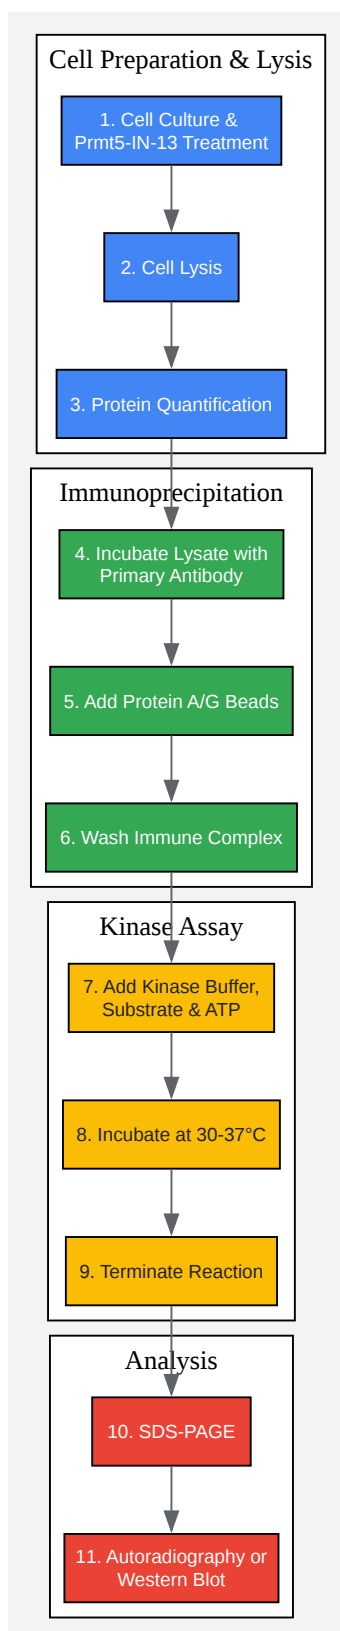 Cell Preparation & Lysis
1. Cell Culture &
Prmt5-IN-13 Treatment
2. Cell Lysis
3. Protein Quantification
Immunoprecipitation
4. Incubate Lysate with
Primary Antibody
5. Add Protein A/G Beads
6. Wash Immune Complex
Kinase Assay
7. Add Kinase Buffer,
Substrate & ATP
8. Incubate at 30-37°C
9. Terminate Reaction
Analysis
10. SDS-PAGE
11. Autoradiography or
Western Blot